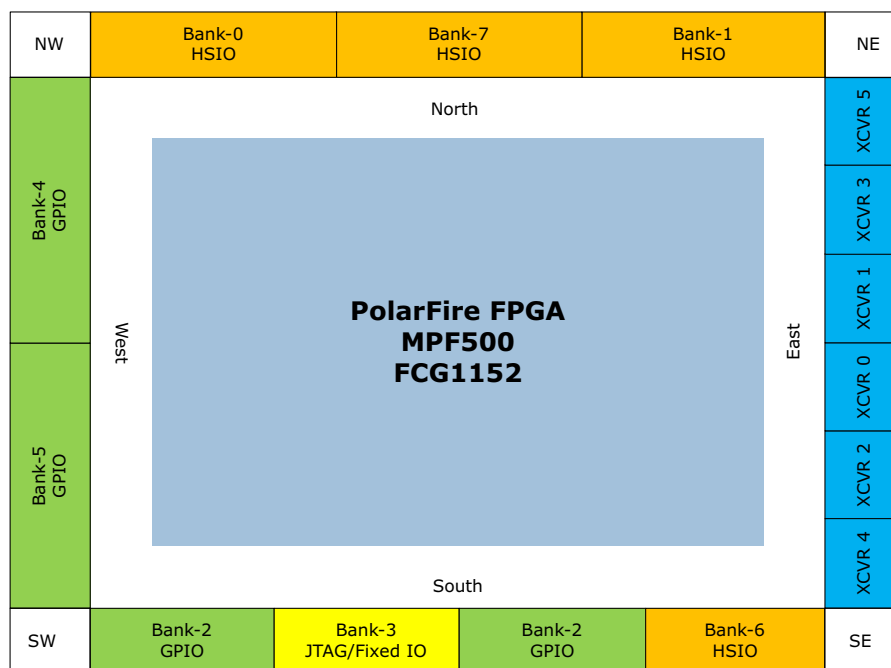 NW
Bank-0
HSIO
Bank-7
HSIO
Bank-1
HSIO
NE
North
Bank-4
GPIO
Bank-5
GPIO
West
PolarFire FPGA
MPF500
FCG1152
East
XCVR 5
XCVR 3
XCVR 1
XCVR 0
XCVR 2
XCVR 4
South
SW
Bank-2
GPIO
Bank-3
JTAG/Fixed IO
Bank-2
GPIO
Bank-6
HSIO
SE